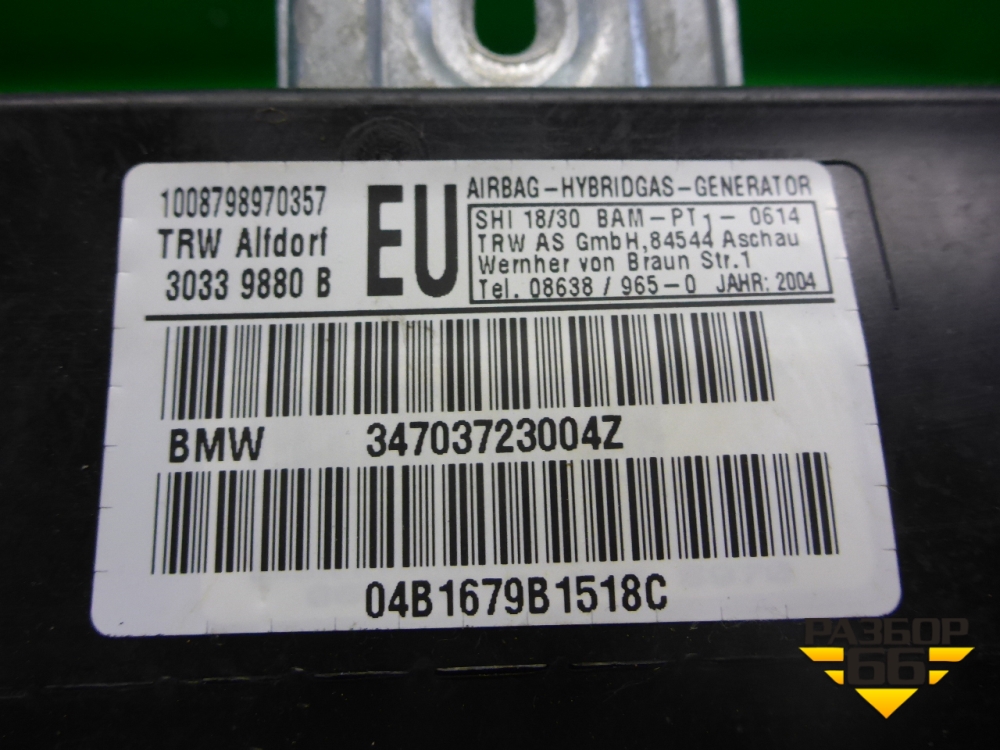 1008798970357
TRW Alfdorf
3033 9880 B
EU
AIRBAG-HYBRIDGAS-GENERATOR
SHI 18/30 BAM-PT1-0614
TRW AS GmbH,84544 Aschau
Wernher von Braun Str.1
Tel. 08638 / 965-0 JAHR: 2004
BMW 34703723004Z
04B1679B1518C
РАЗБОР
66